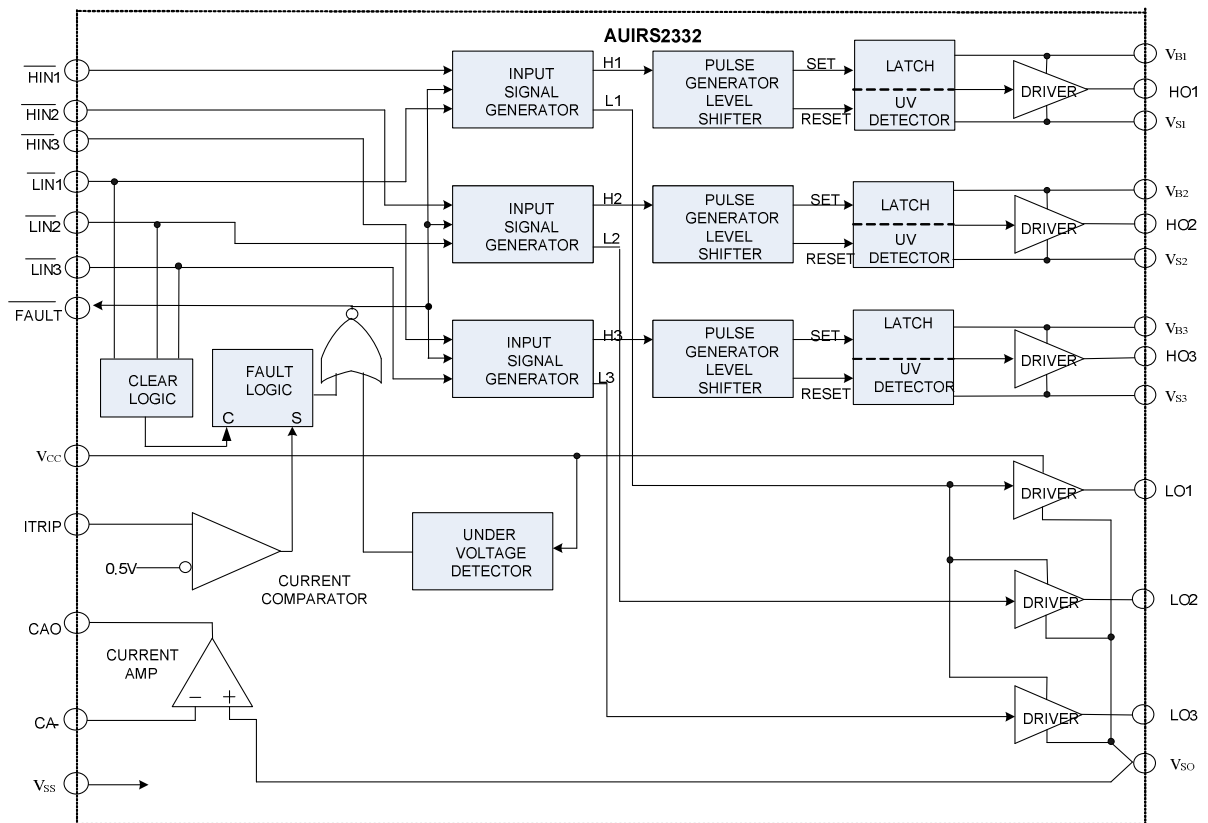 AUIRS2332
HIN1
HIN2
HIN3
LIN1
LIN2
LIN3
FAULT
VCC
ITRIP
0.5V
CAO
CA-
VSS
CLEAR
LOGIC
FAULT
LOGIC
C S
CURRENT
COMPARATOR
CURRENT
AMP
− +
UNDER
VOLTAGE
DETECTOR
INPUT
SIGNAL
GENERATOR
H1
L1
PULSE
GENERATOR
LEVEL
SHIFTER
SET
RESET
LATCH
UV
DETECTOR
DRIVER
VB1
HO1
VS1
INPUT
SIGNAL
GENERATOR
H2
L2
PULSE
GENERATOR
LEVEL
SHIFTER
SET
RESET
LATCH
UV
DETECTOR
DRIVER
VB2
HO2
VS2
INPUT
SIGNAL
GENERATOR
H3
L3
PULSE
GENERATOR
LEVEL
SHIFTER
SET
RESET
LATCH
UV
DETECTOR
DRIVER
VB3
HO3
VS3
DRIVER
LO1
DRIVER
LO2
DRIVER
LO3
VSO